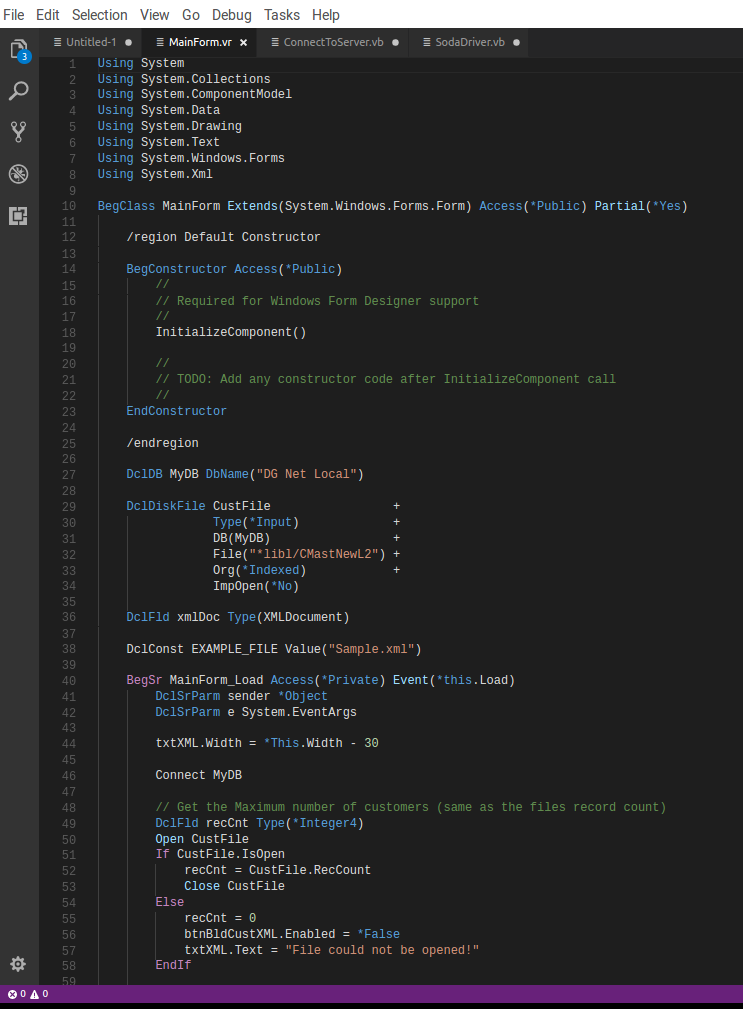 File Edit Selection View Go Debug Tasks Help
Untitled-1 MainForm.vr ConnectToServer.vb SodaDriver.vb
3
1 Using System
2 Using System.Collections
3 Using System.ComponentModel
4 Using System.Data
5 Using System.Drawing
6 Using System.Text
7 Using System.Windows.Forms
8 Using System.Xml
9
10 BegClass MainForm Extends(System.Windows.Forms.Form) Access(*Public) Partial(*Yes)
11
12 /region Default Constructor
13
14 BegConstructor Access(*Public)
15 //
16 // Required for Windows Form Designer support
17 //
18 InitializeComponent()
19
20 //
21 // TODO: Add any constructor code after InitializeComponent call
22 //
23 EndConstructor
24
25 /endregion
26
27 DclDB MyDB DbName("DG Net Local")
28
29 DclDiskFile CustFile +
30 Type(*Input) +
31 DB(MyDB) +
32 File("*libl/CMastNewL2") +
33 Org(*Indexed) +
34 ImpOpen(*No)
35
36 DclFld xmlDoc Type(XMLDocument)
37
38 DclConst EXAMPLE_FILE Value("Sample.xml")
39
40 BegSr MainForm_Load Access(*Private) Event(*this.Load)
41 DclSrParm sender *Object
42 DclSrParm e System.EventArgs
43
44 txtXML.Width = *This.Width - 30
45
46 Connect MyDB
47
48 // Get the Maximum number of customers (same as the files record count)
49 DclFld recCnt Type(*Integer4)
50 Open CustFile
51 If CustFile.IsOpen
52 recCnt = CustFile.RecCount
53 Close CustFile
54 Else
55 recCnt = 0
56 btnBldCustXML.Enabled = *False
57 txtXML.Text = "File could not be opened!"
58 EndIf
59
0 0